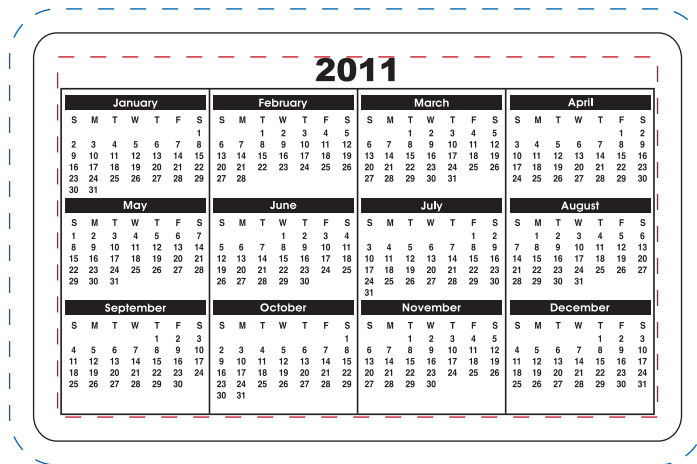 2011
January
S M T W T F S
1
2 3 4 5 6 7 8
9 10 11 12 13 14 15
16 17 18 19 20 21 22
23 24 25 26 27 28 29
30 31
February
S M T W T F S
1 2 3 4 5
6 7 8 9 10 11 12
13 14 15 16 17 18 19
20 21 22 23 24 25 26
27 28
March
S M T W T F S
1 2 3 4 5
6 7 8 9 10 11 12
13 14 15 16 17 18 19
20 21 22 23 24 25 26
27 28 29 30 31
April
S M T W T F S
1 2
3 4 5 6 7 8 9
10 11 12 13 14 15 16
17 18 19 20 21 22 23
24 25 26 27 28 29 30
May
S M T W T F S
1 2 3 4 5 6 7
8 9 10 11 12 13 14
15 16 17 18 19 20 21
22 23 24 25 26 27 28
29 30 31
June
S M T W T F S
1 2 3 4
5 6 7 8 9 10 11
12 13 14 15 16 17 18
19 20 21 22 23 24 25
26 27 28 29 30
July
S M T W T F S
1 2
3 4 5 6 7 8 9
10 11 12 13 14 15 16
17 18 19 20 21 22 23
24 25 26 27 28 29 30
31
August
S M T W T F S
1 2 3 4 5 6
7 8 9 10 11 12 13
14 15 16 17 18 19 20
21 22 23 24 25 26 27
28 29 30 31
September
S M T W T F S
1 2 3
4 5 6 7 8 9 10
11 12 13 14 15 16 17
18 19 20 21 22 23 24
25 26 27 28 29 30
October
S M T W T F S
1
2 3 4 5 6 7 8
9 10 11 12 13 14 15
16 17 18 19 20 21 22
23 24 25 26 27 28 29
30 31
November
S M T W T F S
1 2 3 4 5
6 7 8 9 10 11 12
13 14 15 16 17 18 19
20 21 22 23 24 25 26
27 28 29 30
December
S M T W T F S
1 2 3
4 5 6 7 8 9 10
11 12 13 14 15 16 17
18 19 20 21 22 23 24
25 26 27 28 29 30 31